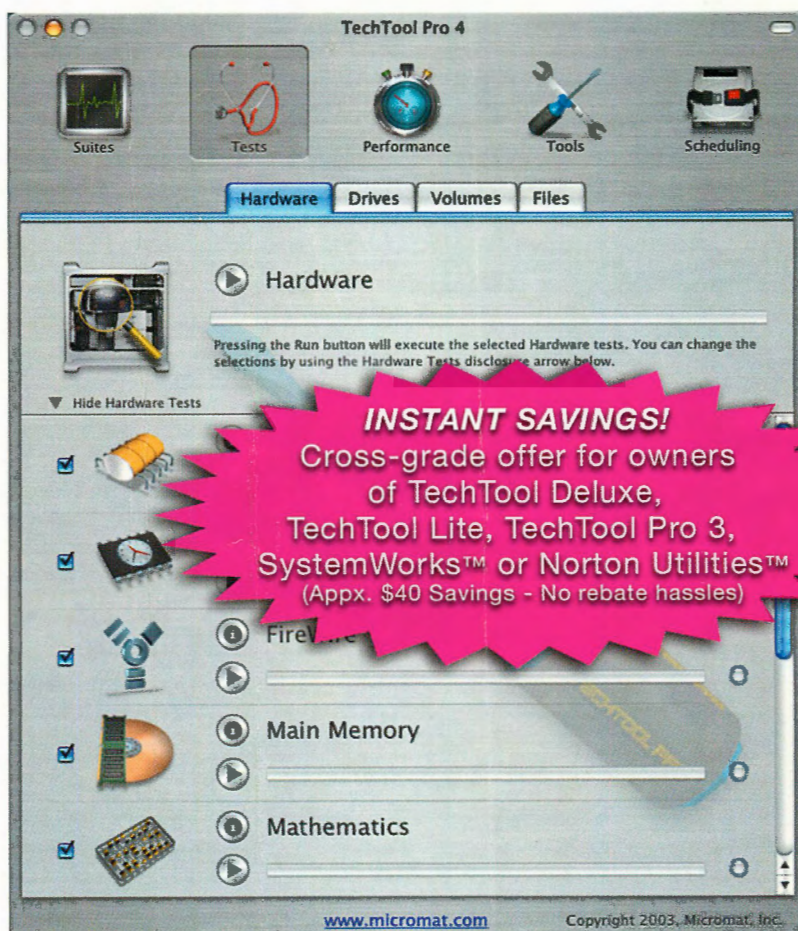 TechTool Pro 4
Suites
Tests
Performance
Tools
Scheduling
Hardware
Drives
Volumes
Files
Hardware
Pressing the Run button will execute the selected Hardware tests. You can change the
selections by using the Hardware Tests disclosure arrow below.
Hide Hardware Tests
INSTANT SAVINGS!
Cross-grade offer for owners
of TechTool Deluxe,
TechTool Lite, TechTool Pro 3,
SystemWorks™ or Norton Utilities™
(Appx. $40 Savings - No rebate hassles)
FireWire
Main Memory
Mathematics
TECHTOOL PRO
www.micromat.com
Copyright 2003, Micromat, Inc.